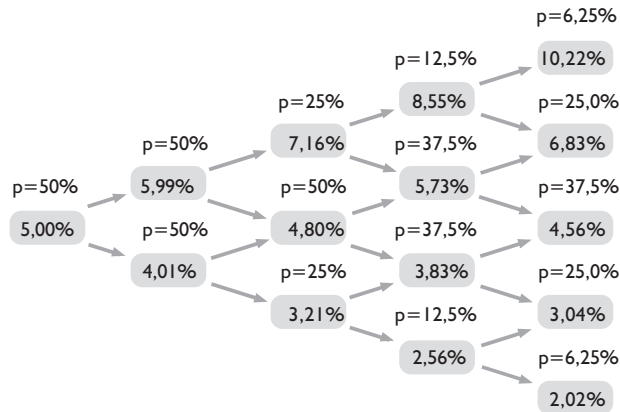 p=50%
5,00%
p=50%
5,99%
p=50%
4,01%
p=25%
7,16%
p=50%
4,80%
p=25%
3,21%
p=12,5%
8,55%
p=37,5%
5,73%
p=37,5%
3,83%
p=12,5%
2,56%
p=6,25%
10,22%
p=25,0%
6,83%
p=37,5%
4,56%
p=25,0%
3,04%
p=6,25%
2,02%